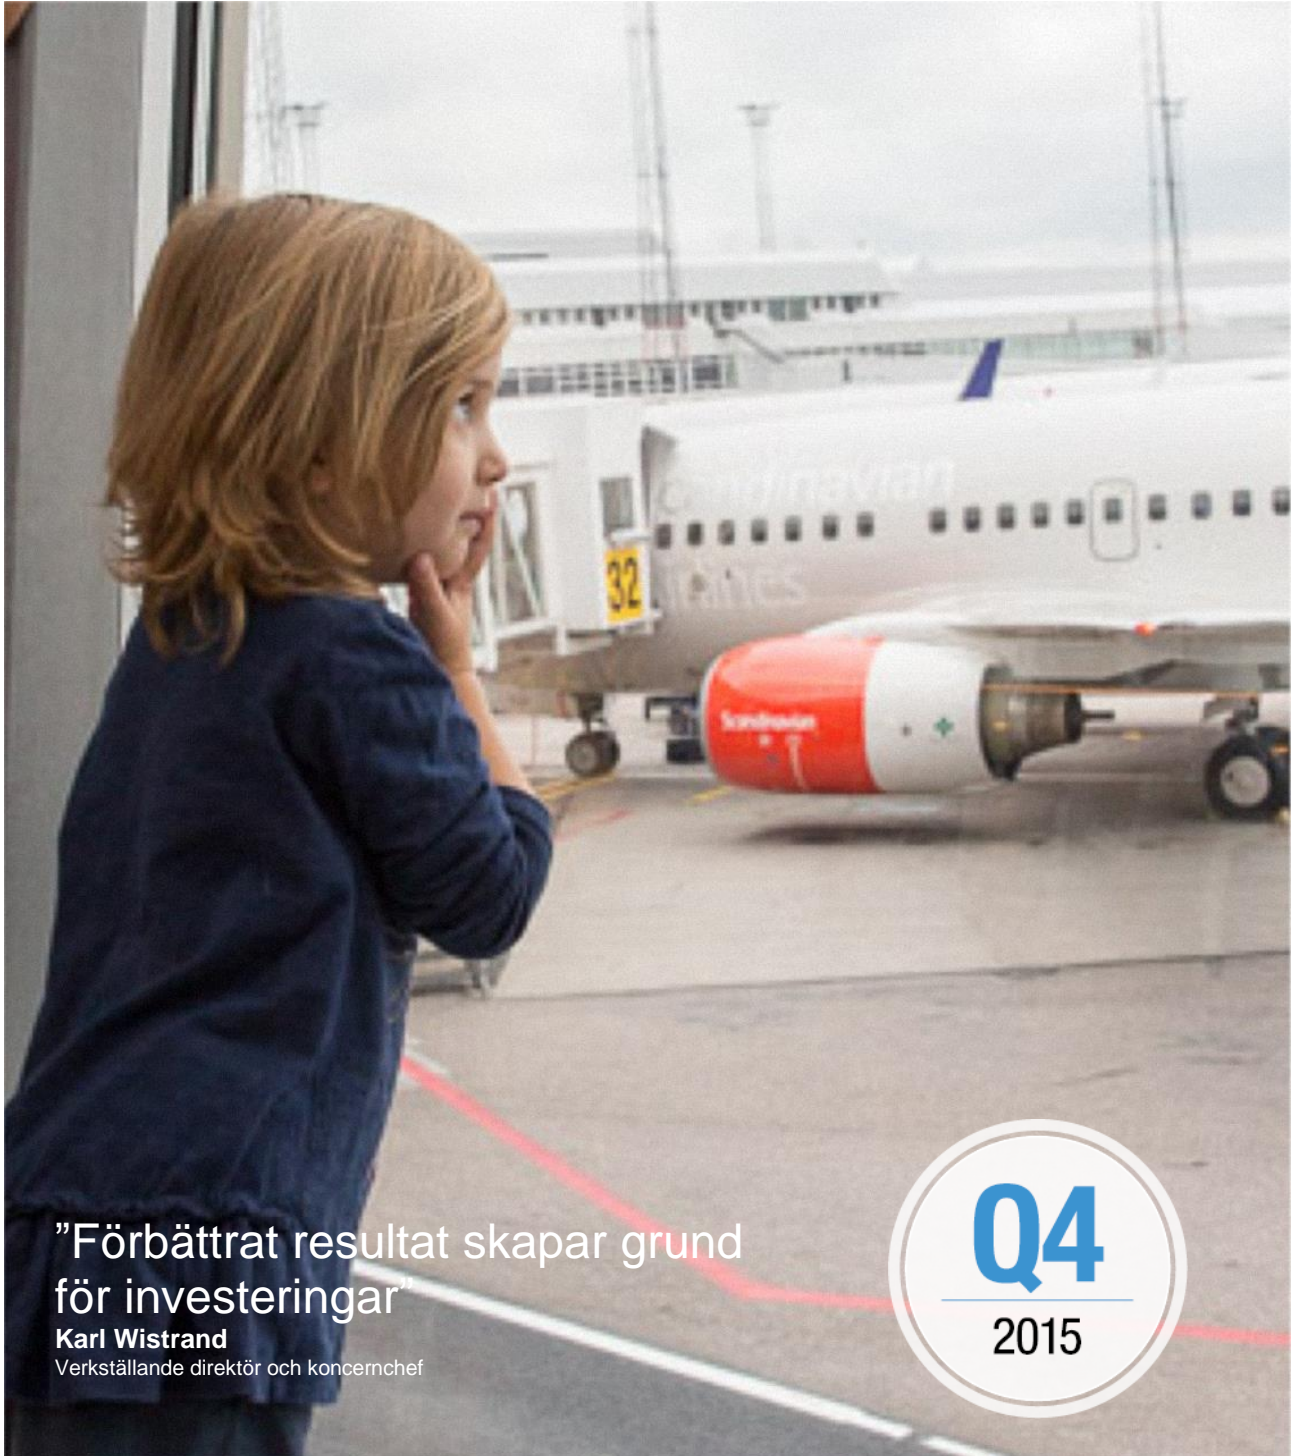 Scandinavian
32
Scandinavian
”Förbättrat resultat skapar grund
för investeringar”
Karl Wistrand
Verkställande direktör och koncernchef
Q4
2015